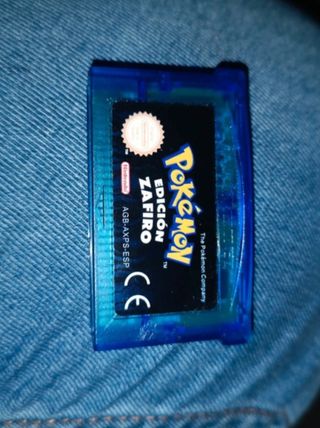 The Pokémon Company
POKéMON
EDICIÓN
ZAFIRO
Nintendo
AGB-AXPS-ESP
CE